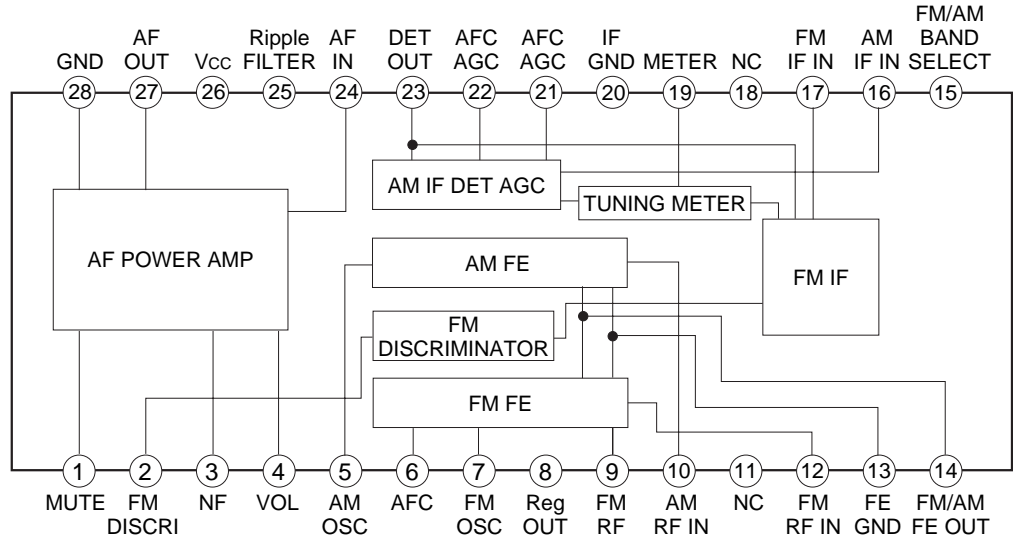 GND
AF
OUT
Vcc
Ripple
FILTER
AF
IN
DET
OUT
AFC
AGC
AFC
AGC
IF
GND
METER
NC
FM
IF IN
AM
IF IN
FM/AM
BAND
SELECT
28
27
26
25
24
23
22
21
20
19
18
17
16
15
AM IF DET AGC
TUNING METER
AF POWER AMP
AM FE
FM IF
FM
DISCRIMINATOR
FM FE
1
2
3
4
5
6
7
8
9
10
11
12
13
14
MUTE
FM
DISCRI
NF
VOL
AM
OSC
AFC
FM
OSC
Reg
OUT
FM
RF
AM
RF IN
NC
FM
RF IN
FE
GND
FM/AM
FE OUT